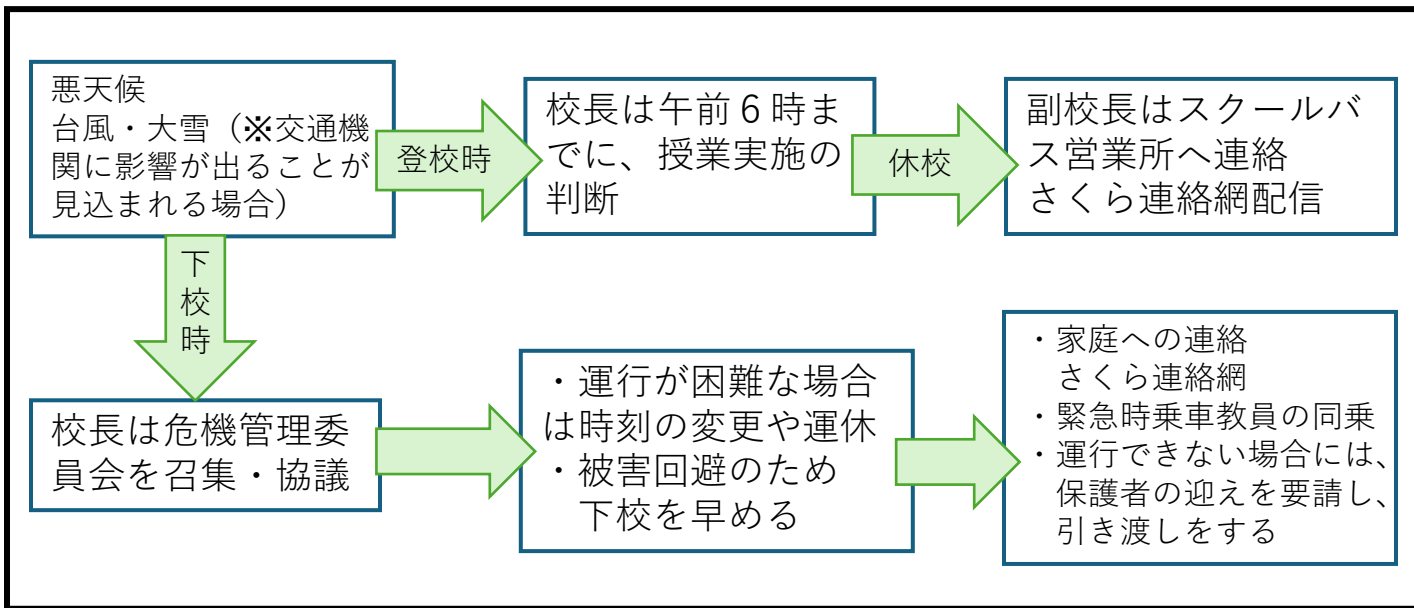 悪天候
台風・大雪（※交通機
関に影響が出ることが
見込まれる場合）
登校時
校長は午前６時ま
でに、授業実施の
判断
休校
副校長はスクールバ
ス営業所へ連絡
さくら連絡網配信
下校時
校長は危機管理委
員会を召集・協議
・運行が困難な場合
は時刻の変更や運休
・被害回避のため
下校を早める
・家庭への連絡
さくら連絡網
・緊急時乗車教員の同乗
・運行できない場合には、
保護者の迎えを要請し、
引き渡しをする